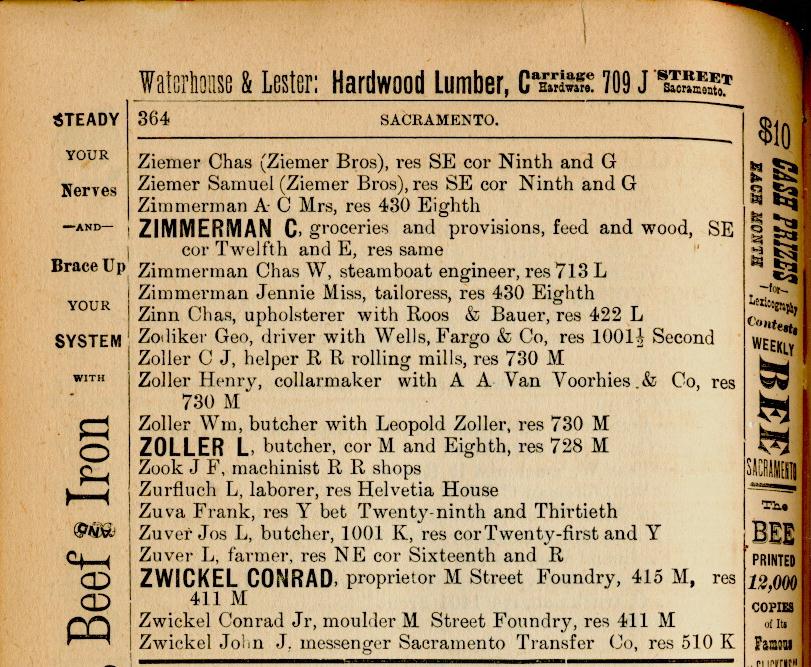 Waterhouse & Lester: Hardwood Lumber, Carriage Hardware. 709 J STREET Sacramento.
364 SACRAMENTO.
Ziemer Chas (Ziemer Bros), res SE cor Ninth and G
Ziemer Samuel (Ziemer Bros), res SE cor Ninth and G
Zimmerman A C Mrs, res 430 Eighth
ZIMMERMAN C, groceries and provisions, feed and wood, SE
cor Twelfth and E, res same
Zimmerman Chas W, steamboat engineer, res 713 L
Zimmerman Jennie Miss, tailoress, res 430 Eighth
Zinn Chas, upholsterer with Roos & Bauer, res 422 L
Zodiker Geo, driver with Wells, Fargo & Co, res 1001½ Second
Zoller C J, helper R R rolling mills, res 730 M
Zoller Henry, collarmaker with A A Van Voorhies & Co, res
730 M
Zoller Wm, butcher with Leopold Zoller, res 730 M
ZOLLER L, butcher, cor M and Eighth, res 728 M
Zook J F, machinist R R shops
Zurfluch L, laborer, res Helvetia House
Zuva Frank, res Y bet Twenty-ninth and Thirtieth
Zuver Jos L, butcher, 1001 K, res cor Twenty-first and Y
Zuver L, farmer, res NE cor Sixteenth and R
ZWICKEL CONRAD, proprietor M Street Foundry, 415 M, res
411 M
Zwickel Conrad Jr, moulder M Street Foundry, res 411 M
Zwickel John J, messenger Sacramento Transfer Co, res 510 K
STEADY
YOUR
Nerves
—AND—
Brace Up
YOUR
SYSTEM
WITH
Beef AND Iron
$10
CASH PRIZES
EACH MONTH
—for—
Lexicography
Contests
WEEKLY
BEE
SACRAMENTO
The
BEE
PRINTED
12,000
COPIES
of Its
Famous